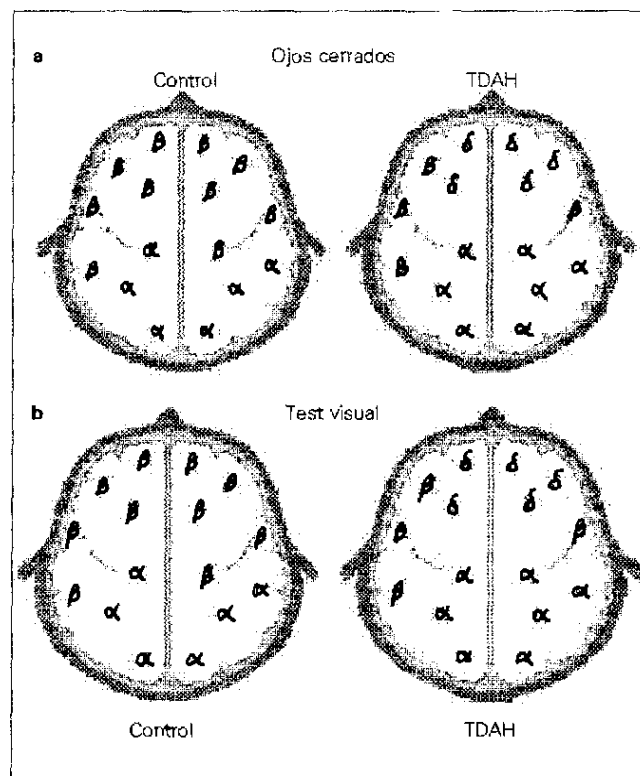 a Ojos cerrados
Control TDAH
β β δ δ
β β β δ
β β δ δ
β β β β
α β α α
β α β α
α α α α
α α α α
b Test visual
β β δ δ
β β β δ
β β δ δ
β β β β
α β α α
β α β α
α α α α
α α α α
Control TDAH